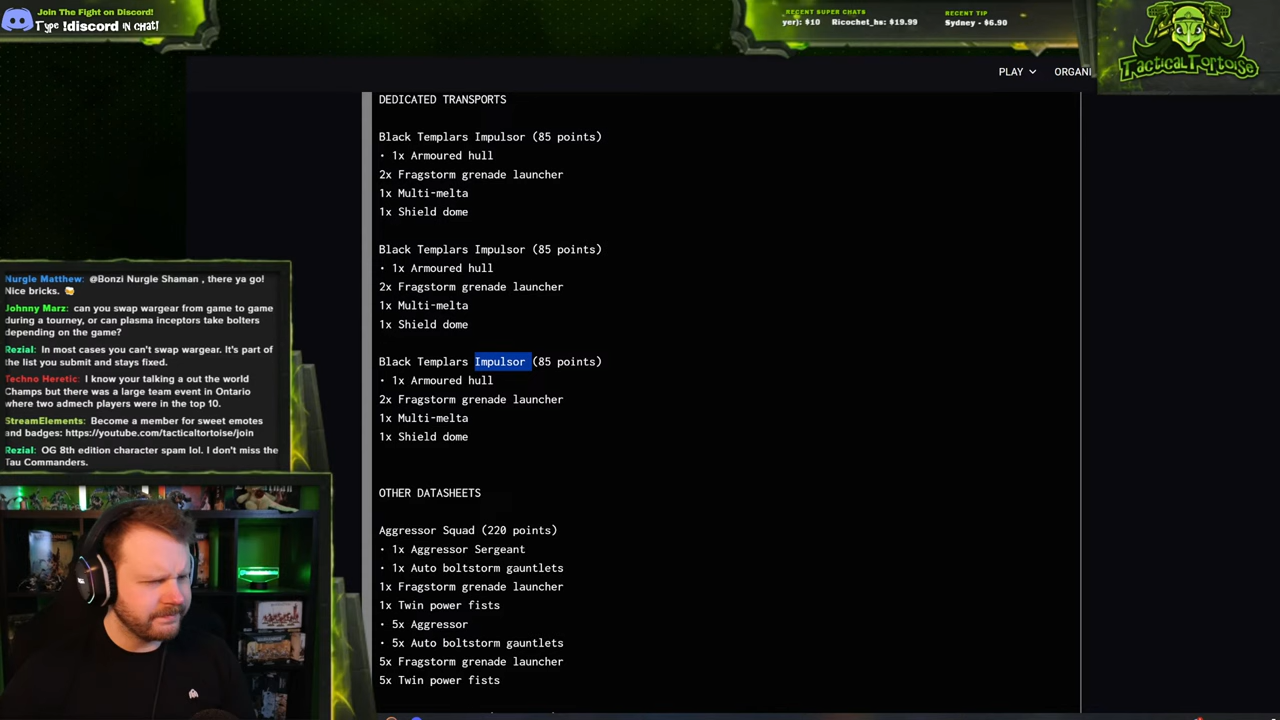 Join The Fight on Discord!
Type !discord in chat!
RECENT SUPER CHATS
yer): $10 Ricochet_hs: $19.99
RECENT TIP
Sydney - $6.90
TACTICALTORTOISE
PLAY
ORGANI
DEDICATED TRANSPORTS
Black Templars Impulsor (85 points)
• 1x Armoured hull
2x Fragstorm grenade launcher
1x Multi-melta
1x Shield dome
Black Templars Impulsor (85 points)
• 1x Armoured hull
2x Fragstorm grenade launcher
1x Multi-melta
1x Shield dome
Black Templars Impulsor (85 points)
• 1x Armoured hull
2x Fragstorm grenade launcher
1x Multi-melta
1x Shield dome
OTHER DATASHEETS
Aggressor Squad (220 points)
• 1x Aggressor Sergeant
• 1x Auto boltstorm gauntlets
1x Fragstorm grenade launcher
1x Twin power fists
• 5x Aggressor
• 5x Auto boltstorm gauntlets
5x Fragstorm grenade launcher
5x Twin power fists
Nurgle Matthew: @Bonzi Nurgle Shaman , there ya go!
Nice bricks. 🍻
Johnny Marz: can you swap wargear from game to game
during a tourney, or can plasma inceptors take bolters
depending on the game?
Rezial: In most cases you can't swap wargear. It's part of
the list you submit and stays fixed.
Techno Heretic: I know your talking a out the world
Champs but there was a large team event in Ontario
where two admech players were in the top 10.
StreamElements: Become a member for sweet emotes
and badges: https://youtube.com/tacticaltortoise/join
Rezial: OG 8th edition character spam lol. I don't miss the
Tau Commanders.